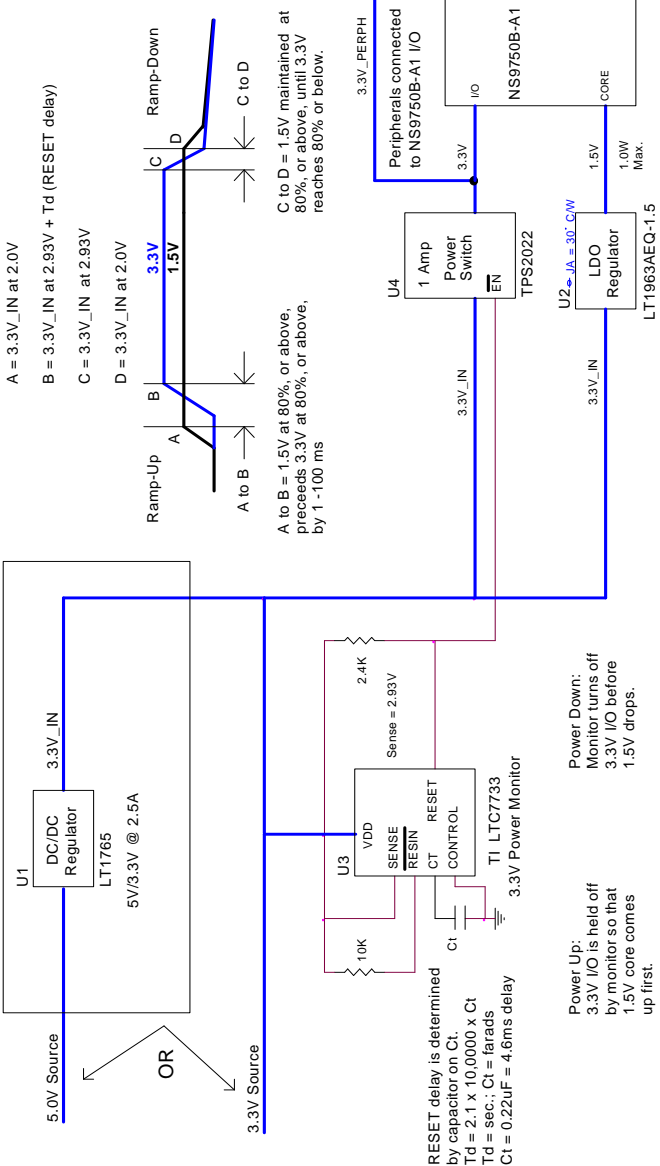 5.0V Source
OR
3.3V Source
U1
DC/DC
Regulator
LT1765
5V/3.3V @ 2.5A
3.3V_IN
A = 3.3V_IN at 2.0V
B = 3.3V_IN at 2.93V + Td (RESET delay)
C = 3.3V_IN at 2.93V
D = 3.3V_IN at 2.0V
Ramp-Up
Ramp-Down
A
B
C
D
3.3V
1.5V
A to B
C to D
A to B = 1.5V at 80%, or above,
preceeds 3.3V at 80%, or above,
by 1 -100 ms
C to D = 1.5V maintained at
80%, or above, until 3.3V
reaches 80% or below.
RESET delay is determined
by capacitor on Ct.
Td = 2.1 x 10,0000 x Ct
Td = sec.; Ct = farads
Ct = 0.22uF = 4.6ms delay
10K
Ct
U3
VDD
SENSE
RESIN
CT
CONTROL
RESET
TI LTC7733
3.3V Power Monitor
Sense = 2.93V
2.4K
3.3V_IN
U4
1 Amp
Power
Switch
EN
TPS2022
3.3V
3.3V_PERPH
Peripherals connected
to NS9750B-A1 I/O
3.3V_IN
U2
JA = 30° C/W
LDO
Regulator
LT1963AEQ-1.5
1.5V
1.0W
Max.
I/O
NS9750B-A1
CORE
Power Up:
3.3V I/O is held off
by monitor so that
1.5V core comes
up first.
Power Down:
Monitor turns off
3.3V I/O before
1.5V drops.